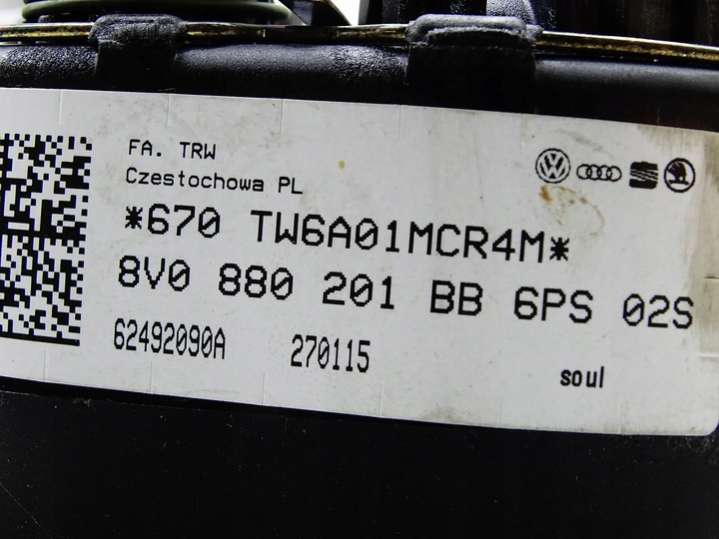 FA. TRW
Czestochowa PL
*670 TW6A01MCR4M*
8V0 880 201 BB 6PS 02S
62492090A 270115
soul